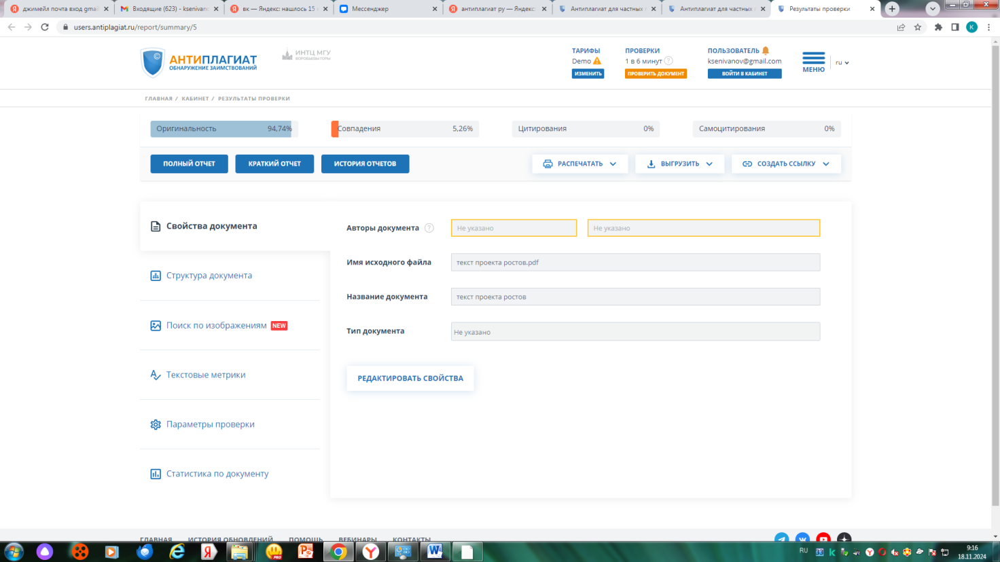 джимейл почта вход gmai
Входящие (623) - ksenivanov
вк — Яндекс: нашлось 15
Мессенджер
антиплагиат ру — Яндекс:
Антиплагиат для частных
Антиплагиат для частных
Результаты проверки
users.antiplagiat.ru/report/summary/5
К
АНТИПЛАГИАТ
ОБНАРУЖЕНИЕ ЗАИМСТВОВАНИЙ
ИНТЦ МГУ
ВОРОБЬЕВЫ ГОРЫ
ТАРИФЫ
Demo
ИЗМЕНИТЬ
ПРОВЕРКИ
1 в 6 минут ?
ПРОВЕРИТЬ ДОКУМЕНТ
ПОЛЬЗОВАТЕЛЬ
ksenivanov@gmail.com
ВОЙТИ В КАБИНЕТ
МЕНЮ
ru
ГЛАВНАЯ / КАБИНЕТ / РЕЗУЛЬТАТЫ ПРОВЕРКИ
Оригинальность 94,74%
Совпадения 5,26%
Цитирования 0%
Самоцитирования 0%
ПОЛНЫЙ ОТЧЕТ
КРАТКИЙ ОТЧЕТ
ИСТОРИЯ ОТЧЕТОВ
РАСПЕЧАТАТЬ
ВЫГРУЗИТЬ
СОЗДАТЬ ССЫЛКУ
Свойства документа
Структура документа
Поиск по изображениям NEW
Текстовые метрики
Параметры проверки
Статистика по документу
Авторы документа ? Не указано Не указано
Имя исходного файла текст проекта ростов.pdf
Название документа текст проекта ростов
Тип документа Не указано
РЕДАКТИРОВАТЬ СВОЙСТВА
ГЛАВНАЯ ИСТОРИЯ ОБНОВЛЕНИЙ ПОМОЩЬ ВЕБИНАРЫ КОНТАКТЫ
PRO
RU
33
9:16
18.11.2024